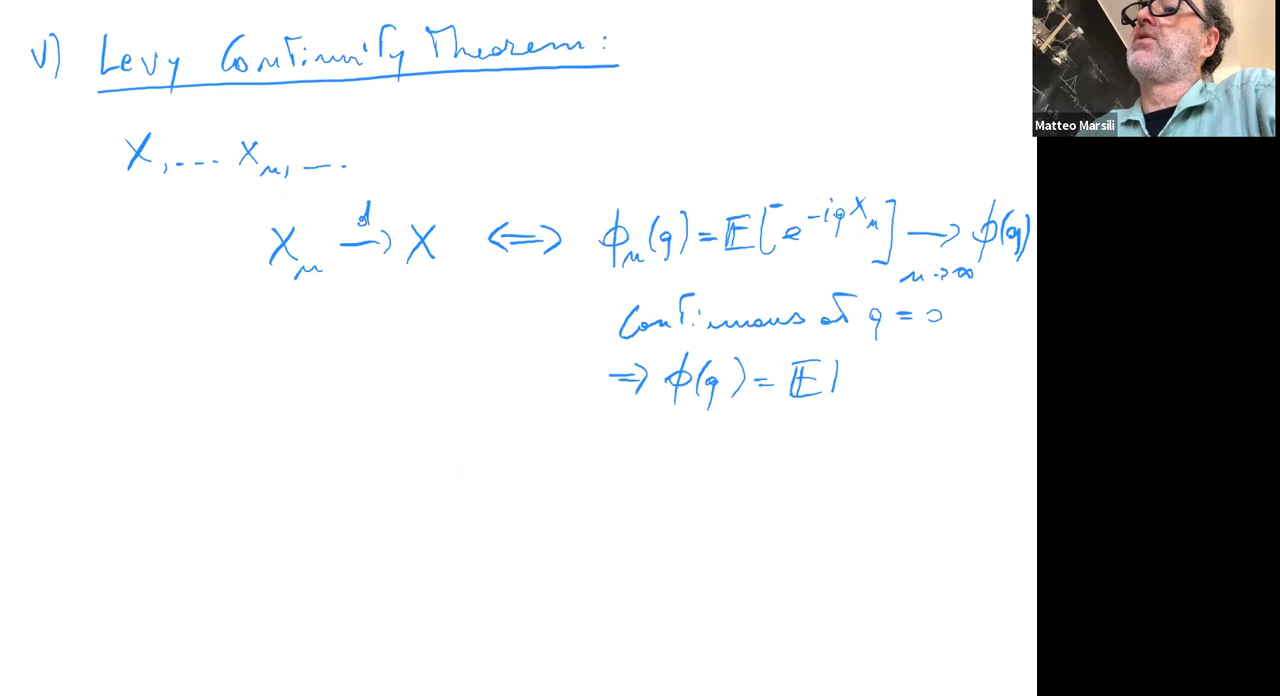 V) Levy Continuity Theorem:
X, .... Xₙ, ....
Xₙ →ᵈ X ⟺ ϕₙ(q) = 𝔼[e^{-iqXₙ}] → ϕ(q)
n→∞
Continuous at q = 0
⇒ ϕ(q) = 𝔼[
Matteo Marsili